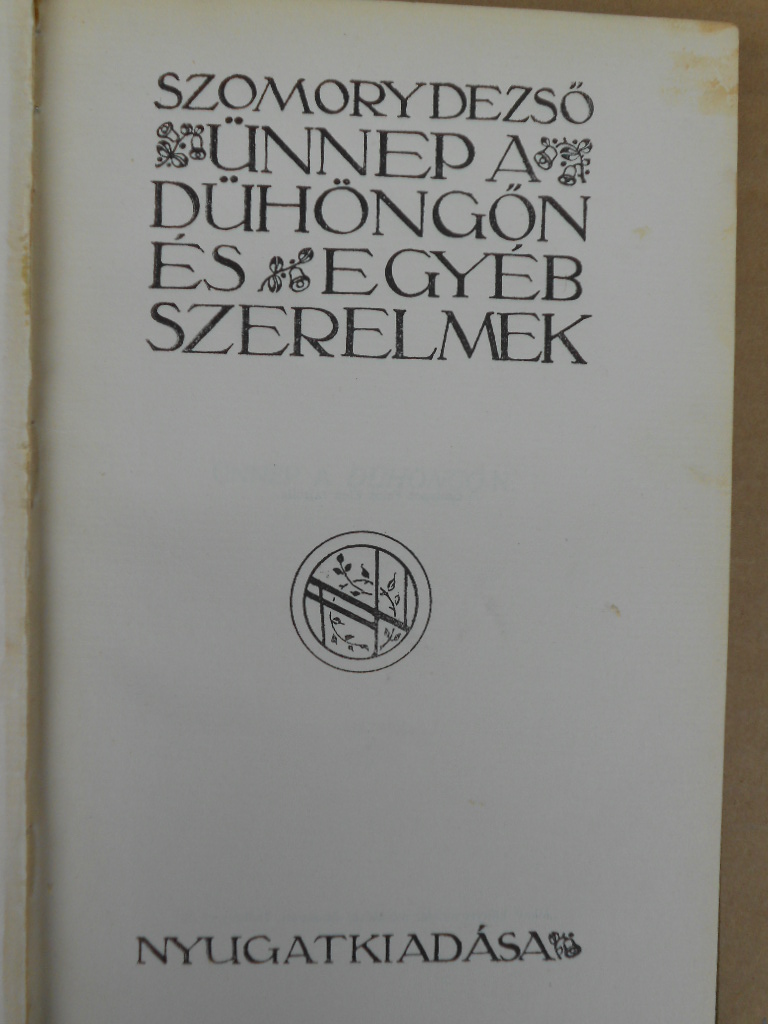 SZOMORY DEZSŐ
ÜNNEP A
DÜHÖNGŐN
ÉS EGYÉB
SZERELMEK
NYUGAT KIADÁSA